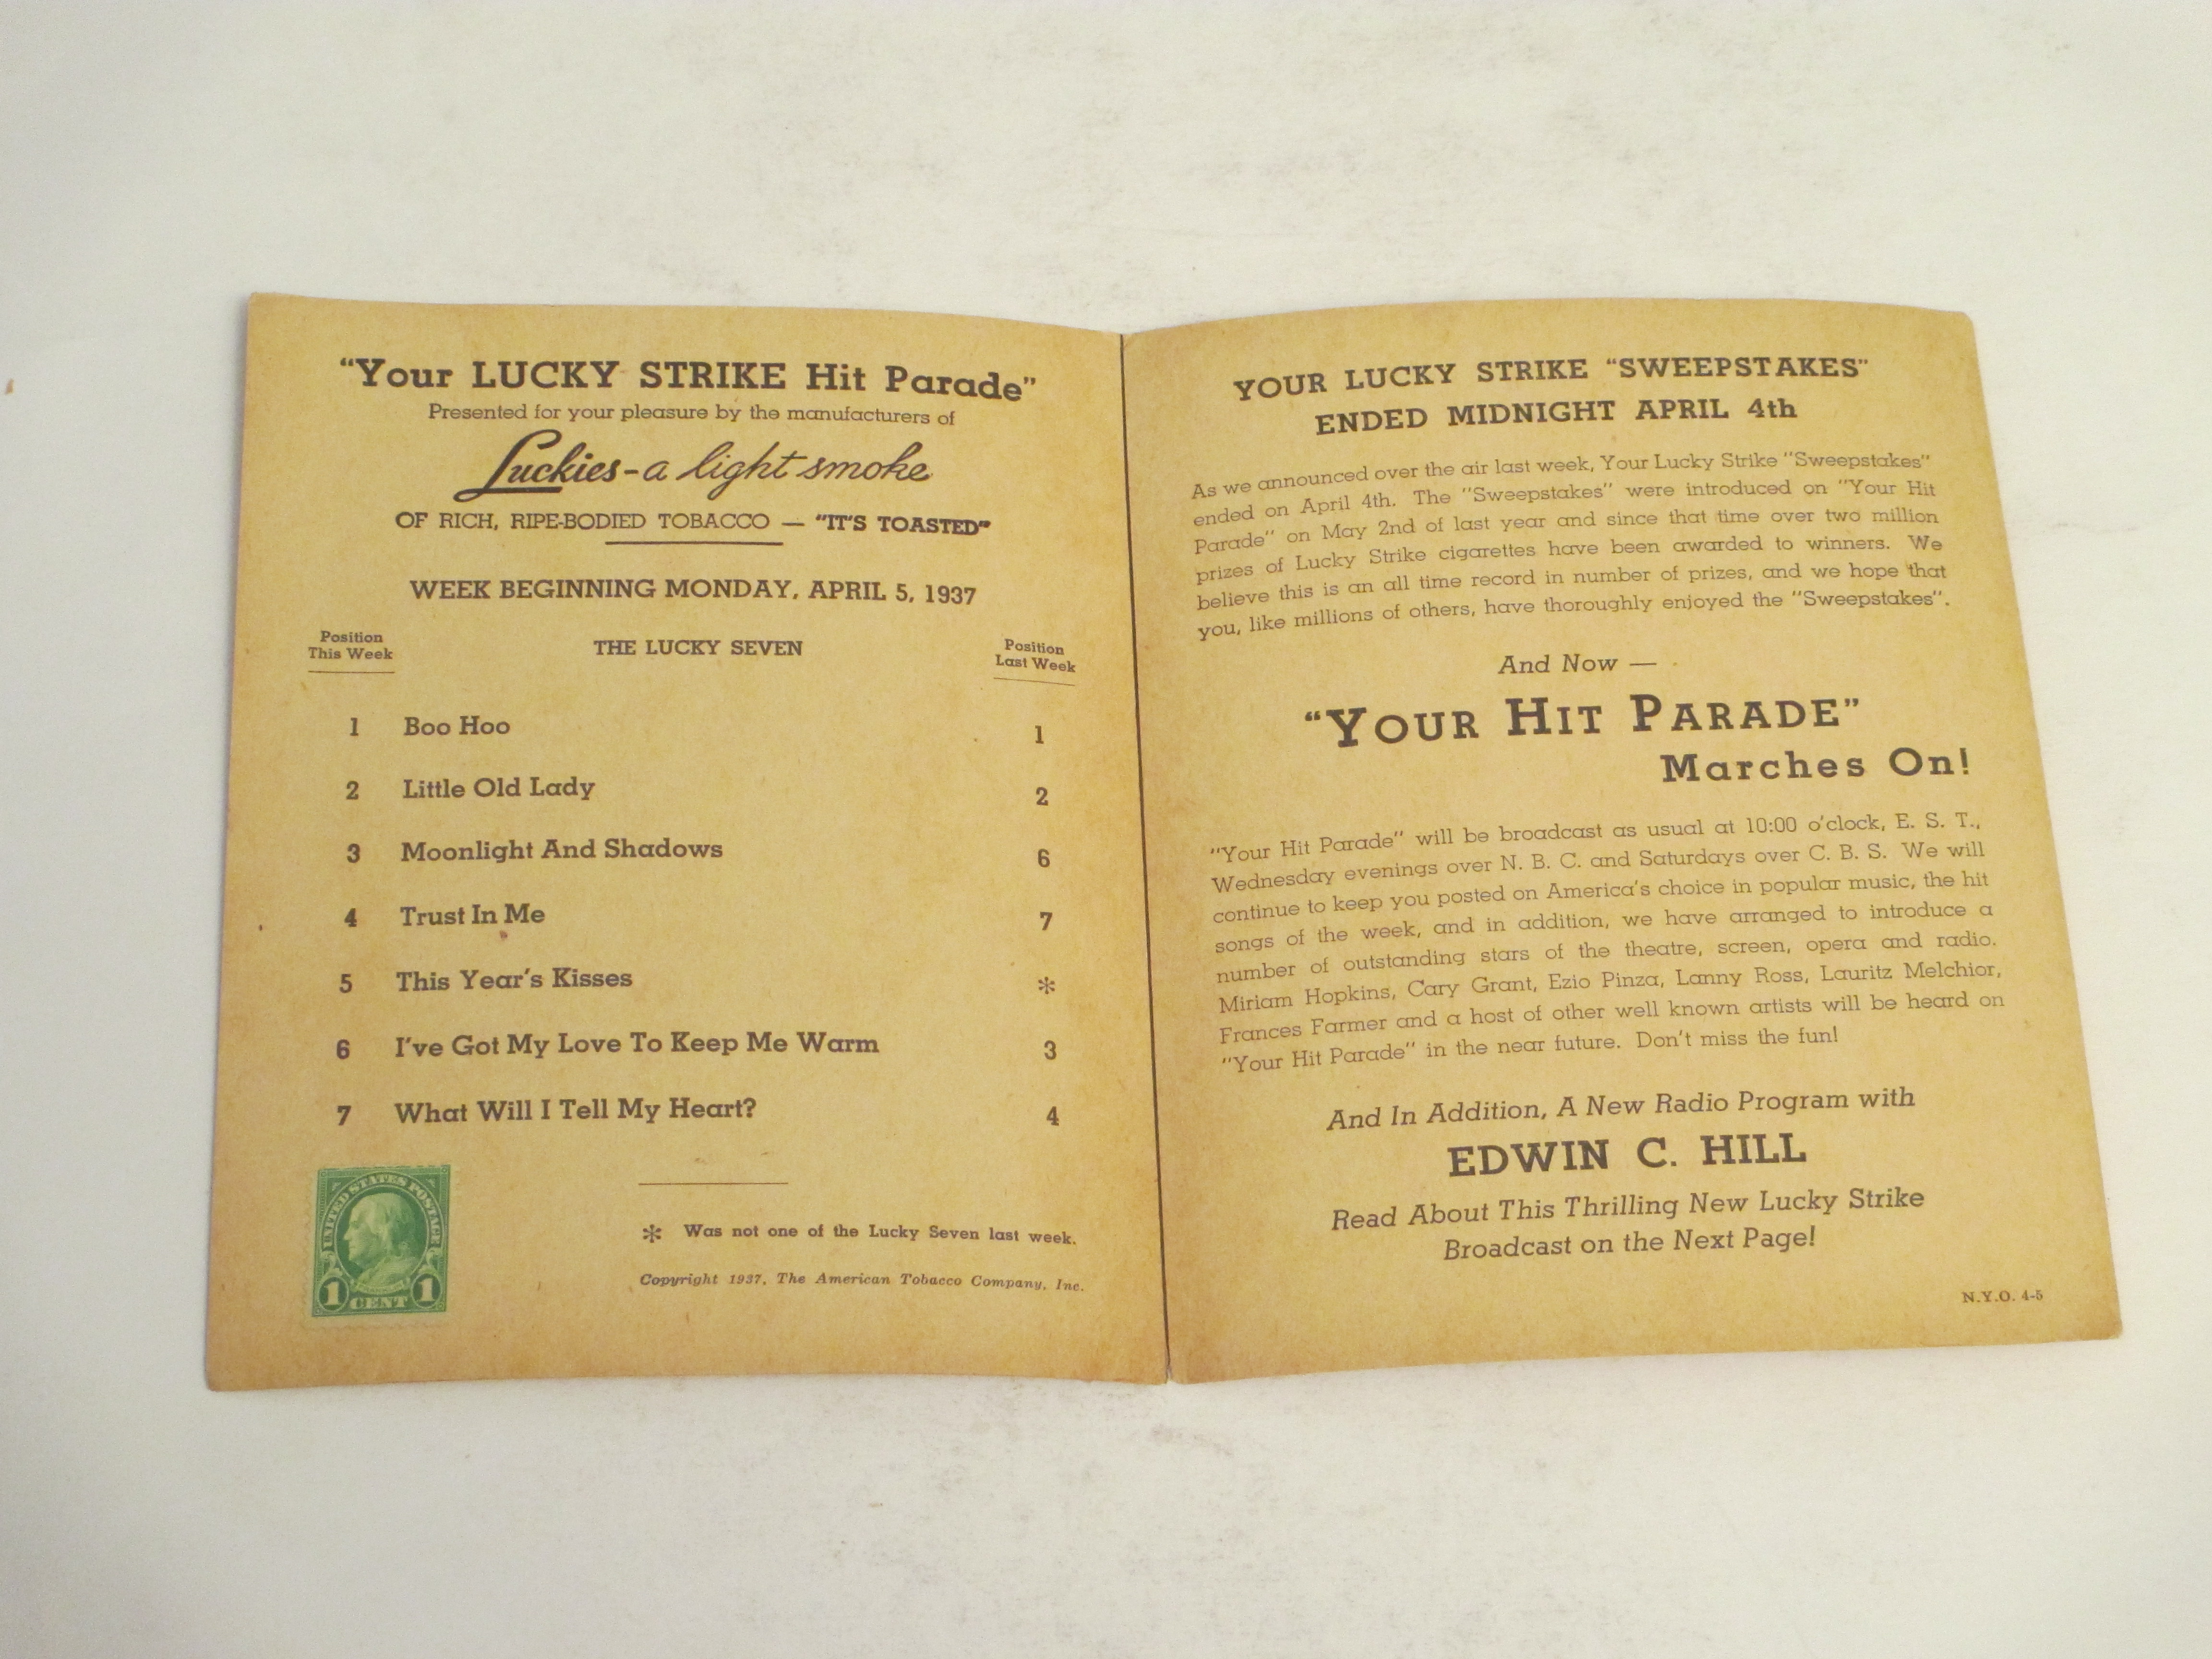 “Your LUCKY STRIKE Hit Parade”
Presented for your pleasure by the manufacturers of
Luckies - a light smoke
OF RICH, RIPE-BODIED TOBACCO — “IT'S TOASTED”
WEEK BEGINNING MONDAY, APRIL 5, 1937
Position This Week THE LUCKY SEVEN Position Last Week
1 Boo Hoo 1
2 Little Old Lady 2
3 Moonlight And Shadows 6
4 Trust In Me 7
5 This Year's Kisses *
6 I've Got My Love To Keep Me Warm 3
7 What Will I Tell My Heart? 4
UNITED STATES POSTAGE
1 CENT 1
* Was not one of the Lucky Seven last week.
Copyright 1937, The American Tobacco Company, Inc.
YOUR LUCKY STRIKE “SWEEPSTAKES”
ENDED MIDNIGHT APRIL 4th
As we announced over the air last week, Your Lucky Strike "Sweepstakes"
ended on April 4th. The "Sweepstakes" were introduced on "Your Hit
Parade" on May 2nd of last year and since that time over two million
prizes of Lucky Strike cigarettes have been awarded to winners. We
believe this is an all time record in number of prizes, and we hope that
you, like millions of others, have thoroughly enjoyed the "Sweepstakes".
And Now —
“YOUR HIT PARADE”
Marches On!
"Your Hit Parade" will be broadcast as usual at 10:00 o'clock, E. S. T.,
Wednesday evenings over N. B. C. and Saturdays over C. B. S. We will
continue to keep you posted on America's choice in popular music, the hit
songs of the week, and in addition, we have arranged to introduce a
number of outstanding stars of the theatre, screen, opera and radio.
Miriam Hopkins, Cary Grant, Ezio Pinza, Lanny Ross, Lauritz Melchior,
Frances Farmer and a host of other well known artists will be heard on
"Your Hit Parade" in the near future. Don't miss the fun!
And In Addition, A New Radio Program with
EDWIN C. HILL
Read About This Thrilling New Lucky Strike
Broadcast on the Next Page!
N.Y.O. 4-5